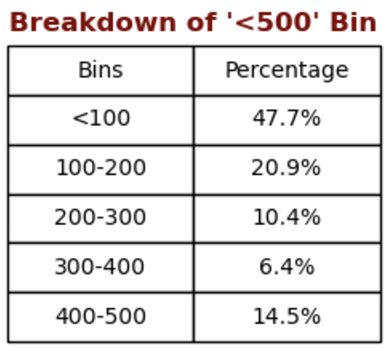 Breakdown of '<500' Bin
Bins Percentage
<100 47.7%
100-200 20.9%
200-300 10.4%
300-400 6.4%
400-500 14.5%